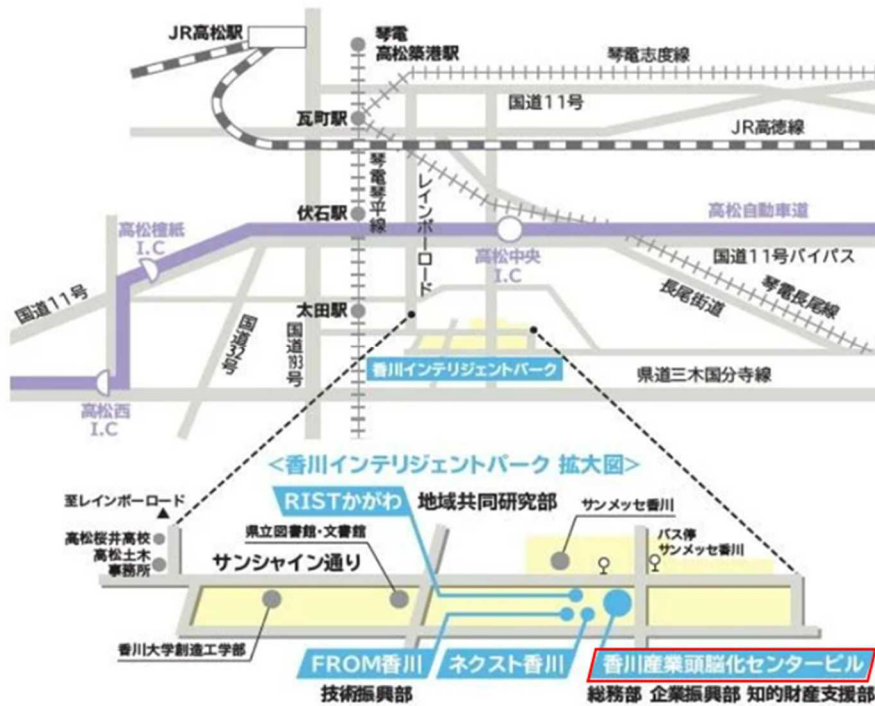 JR高松駅
琴電
高松築港駅
琴電志度線
国道11号
瓦町駅
JR高徳線
琴電琴平線
レインボーロード
伏石駅
高松自動車道
高松檀紙
I.C
高松中央
I.C
国道11号バイパス
国道11号
長尾街道
琴電長尾線
太田駅
国道32号
国道193号
香川インテリジェントパーク
県道三木国分寺線
高松西
I.C
<香川インテリジェントパーク 拡大図>
至レインボーロード
RISTかがわ 地域共同研究部
サンメッセ香川
高松桜井高校
県立図書館・文書館
バス停
サンメッセ香川
高松土木
事務所
サンシャイン通り
香川大学創造工学部
FROM香川
ネクスト香川
香川産業頭脳化センタービル
技術振興部
総務部 企業振興部 知的財産支援部